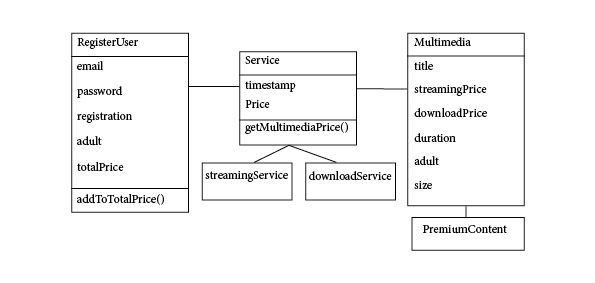 RegisterUser
email
password
registration
adult
totalPrice
addToTotalPrice()
Service
timestamp
Price
getMultimediaPrice()
streamingService
downloadService
Multimedia
title
streamingPrice
downloadPrice
duration
adult
size
PremiumContent